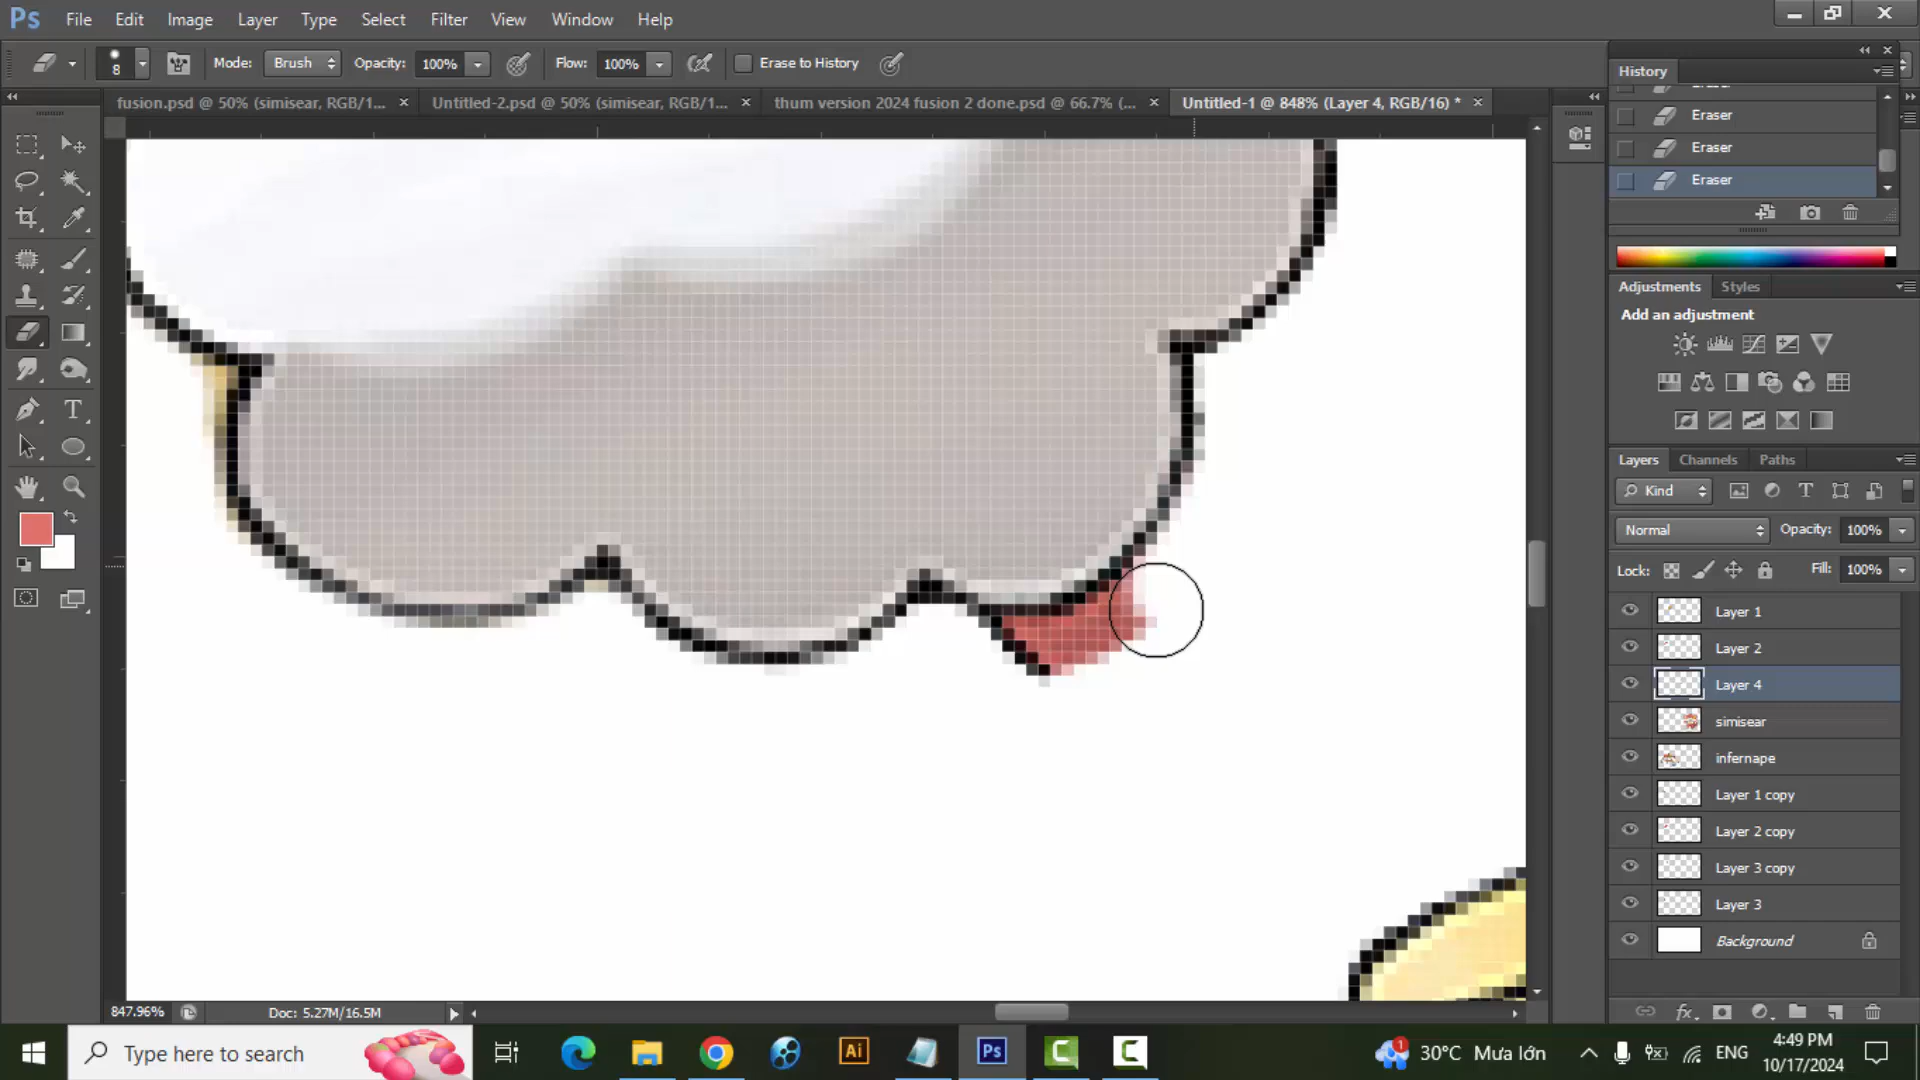 Ps File Edit Image Layer Type Select Filter View Window Help
8 Mode: Brush Opacity: 100% Flow: 100% Erase to History
fusion.psd @ 50% (simisear, RGB/1... Untitled-2.psd @ 50% (simisear, RGB/1... thum version 2024 fusion 2 done.psd @ 66.7% (... Untitled-1 @ 848% (Layer 4, RGB/16) *
History
Eraser
Eraser
Eraser
Adjustments Styles
Add an adjustment
Layers Channels Paths
Kind T
Normal Opacity: 100%
Lock: Fill: 100%
Layer 1
Layer 2
Layer 4
simisear
infernape
Layer 1 copy
Layer 2 copy
Layer 3 copy
Layer 3
Background
fx
T
847.96% Doc: 5.27M/16.5M
Type here to search
Ai Ps C C
1 30°C Mưa lớn ENG
4:49 PM
10/17/2024